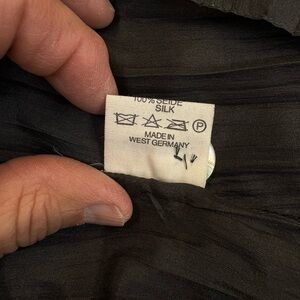 100% SEIDE
SILK
P
MADE IN
WEST GERMANY